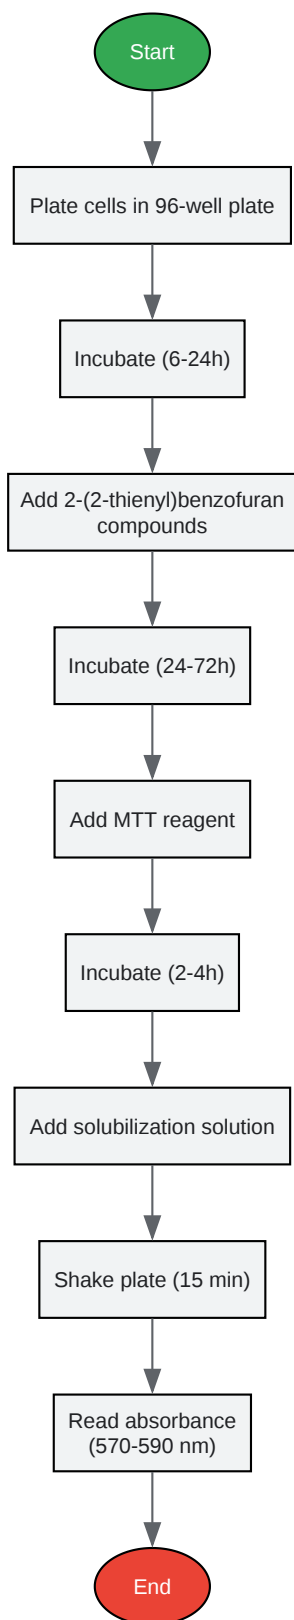 Start
Plate cells in 96-well plate
Incubate (6-24h)
Add 2-(2-thienyl)benzofuran
compounds
Incubate (24-72h)
Add MTT reagent
Incubate (2-4h)
Add solubilization solution
Shake plate (15 min)
Read absorbance
(570-590 nm)
End